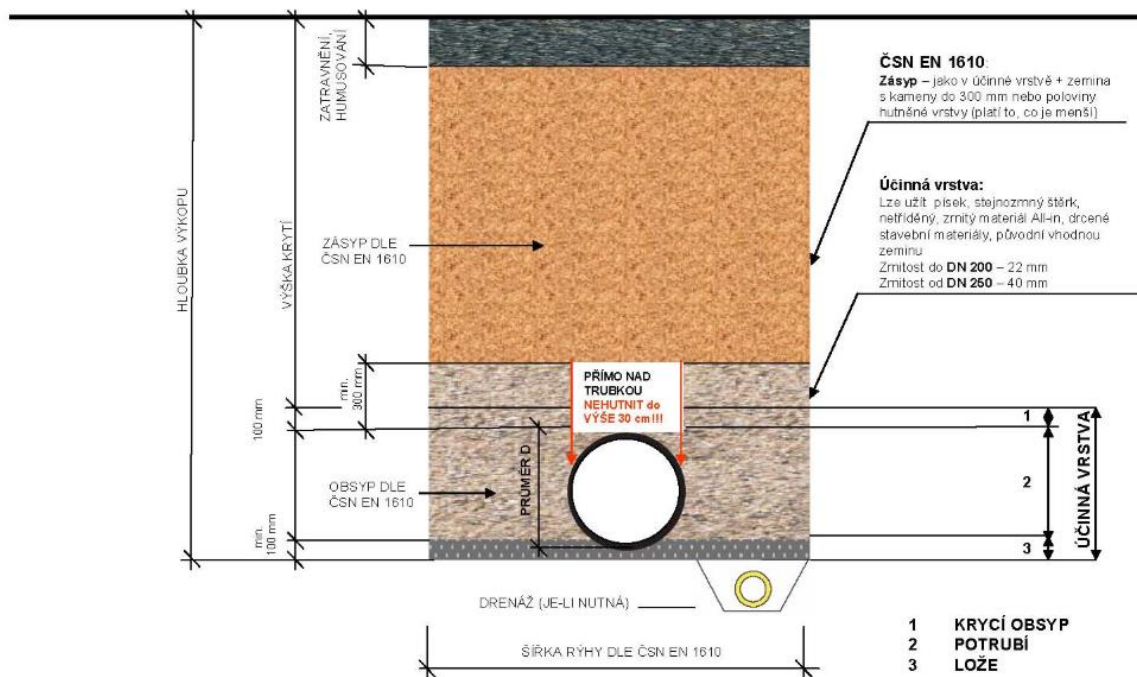 ZATRAVNĚNÍ,
HUMUSOVÁNÍ
HLOUBKA VÝKOPU
VÝŠKA KRYTÍ
ČSN EN 1610:
Zásyp – jako v účinné vrstvě + zemina
s kameny do 300 mm nebo poloviny
hutněné vrstvy (platí to, co je menší)
Účinná vrstva:
Lze užít písek, stejnozrnný štěrk,
netříděný, zrnitý materiál All-in, drcené
stavební materiály, původní vhodnou
zeminu
Zrnitost do DN 200 – 22 mm
Zrnitost od DN 250 – 40 mm
ZÁSYP DLE
ČSN EN 1610
min.
300 mm
100 mm
PŘÍMO NAD
TRUBKOU
NEHUTNIT do
VÝŠE 30 cm!!!
PRŮMĚR D
OBSYP DLE
ČSN EN 1610
min.
100 mm
1
2
3
ÚČINNÁ VRSTVA
DRENÁŽ (JE-LI NUTNÁ)
ŠÍŘKA RÝHY DLE ČSN EN 1610
1 KRYCÍ OBSYP
2 POTRUBÍ
3 LOŽE